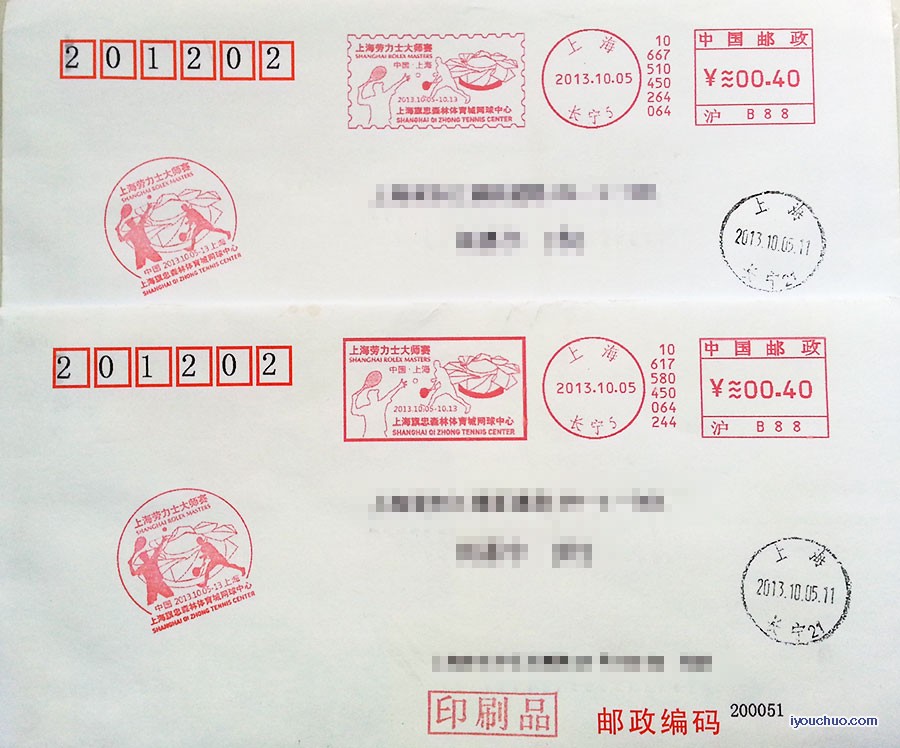 201202
上海劳力士大师赛
SHANGHAI ROLEX MASTERS
中国·上海
2013.10.05-10.13
上海旗忠森林体育城网球中心
SHANGHAI QI ZHONG TENNIS CENTER
上海
2013.10.05
长宁5
10
667
510
450
264
064
中国邮政
¥≈00.40
沪 B88
上海劳力士大师赛
SHANGHAI ROLEX MASTERS
中国 2013.10.05-13 上海
上海旗忠森林体育城网球中心
SHANGHAI QI ZHONG TENNIS CENTER
上海
2013.10.05.11
长宁21
201202
上海劳力士大师赛
SHANGHAI ROLEX MASTERS
中国·上海
2013.10.05-10.13
上海旗忠森林体育城网球中心
SHANGHAI QI ZHONG TENNIS CENTER
上海
2013.10.05
长宁5
10
617
580
450
064
244
中国邮政
¥≈00.40
沪 B88
上海劳力士大师赛
SHANGHAI ROLEX MASTERS
中国 2013.10.05-13 上海
上海旗忠森林体育城网球中心
SHANGHAI QI ZHONG TENNIS CENTER
上海
2013.10.05.11
长宁21
印刷品
邮政编码 200051
iyouchuo.com